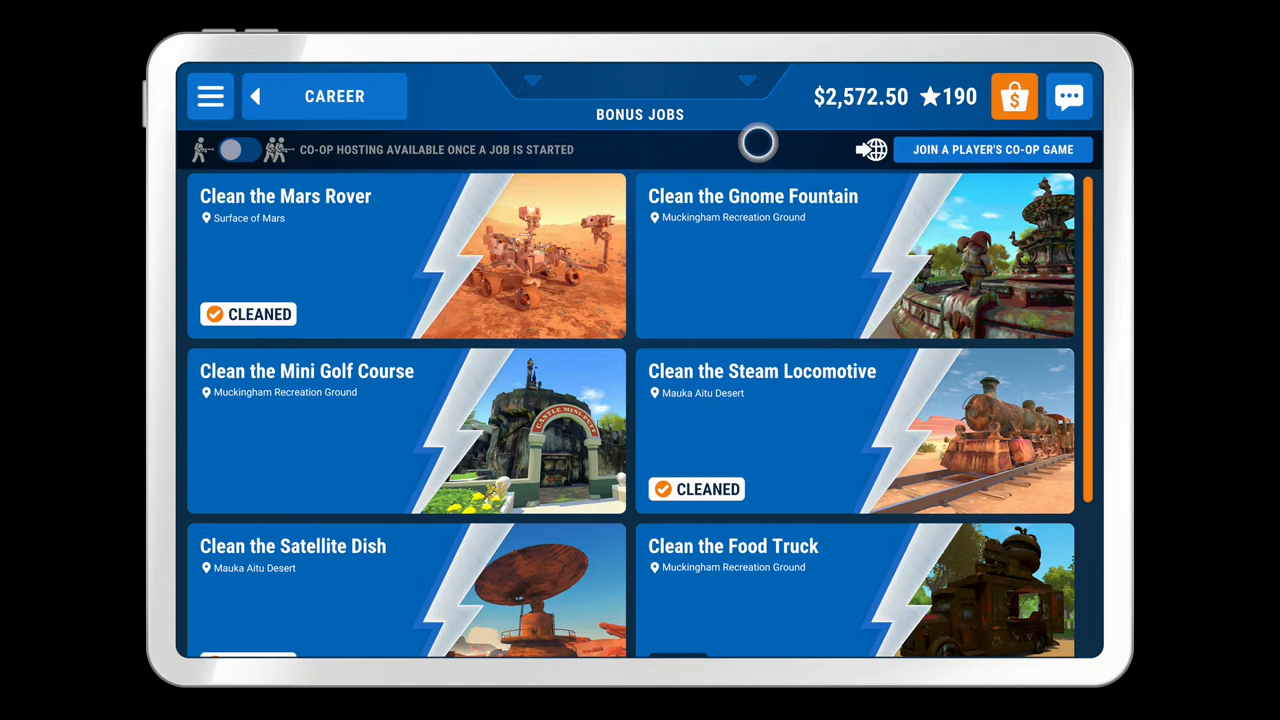 CAREER
BONUS JOBS
$2,572.50 ★190
CO-OP HOSTING AVAILABLE ONCE A JOB IS STARTED
JOIN A PLAYER'S CO-OP GAME
Clean the Mars Rover
Surface of Mars
CLEANED
Clean the Gnome Fountain
Muckingham Recreation Ground
Clean the Mini Golf Course
Muckingham Recreation Ground
CASTLE MINI PUTT
Clean the Steam Locomotive
Mauka Aitu Desert
CLEANED
Clean the Satellite Dish
Mauka Aitu Desert
Clean the Food Truck
Muckingham Recreation Ground